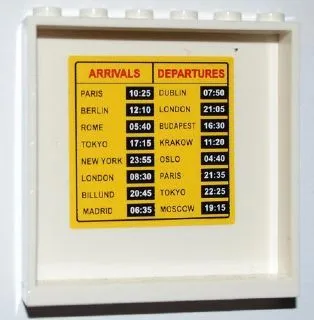 ARRIVALS DEPARTURES
PARIS 10:25 DUBLIN 07:50
BERLIN 12:10 LONDON 21:05
ROME 05:40 BUDAPEST 16:30
TOKYO 17:15 KRAKOW 11:20
NEW YORK 23:55 OSLO 04:40
LONDON 08:30 PARIS 21:35
BILLUND 20:45 TOKYO 22:25
MADRID 06:35 MOSCOW 19:15